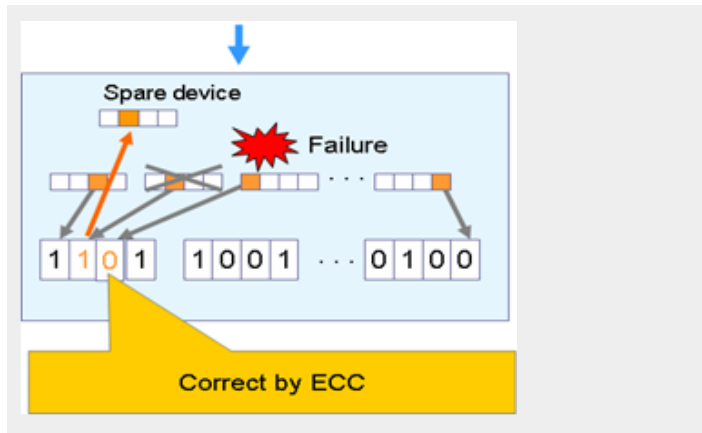 Spare device
Failure
1 1 0 1 1 0 0 1 · · · 0 1 0 0
Correct by ECC